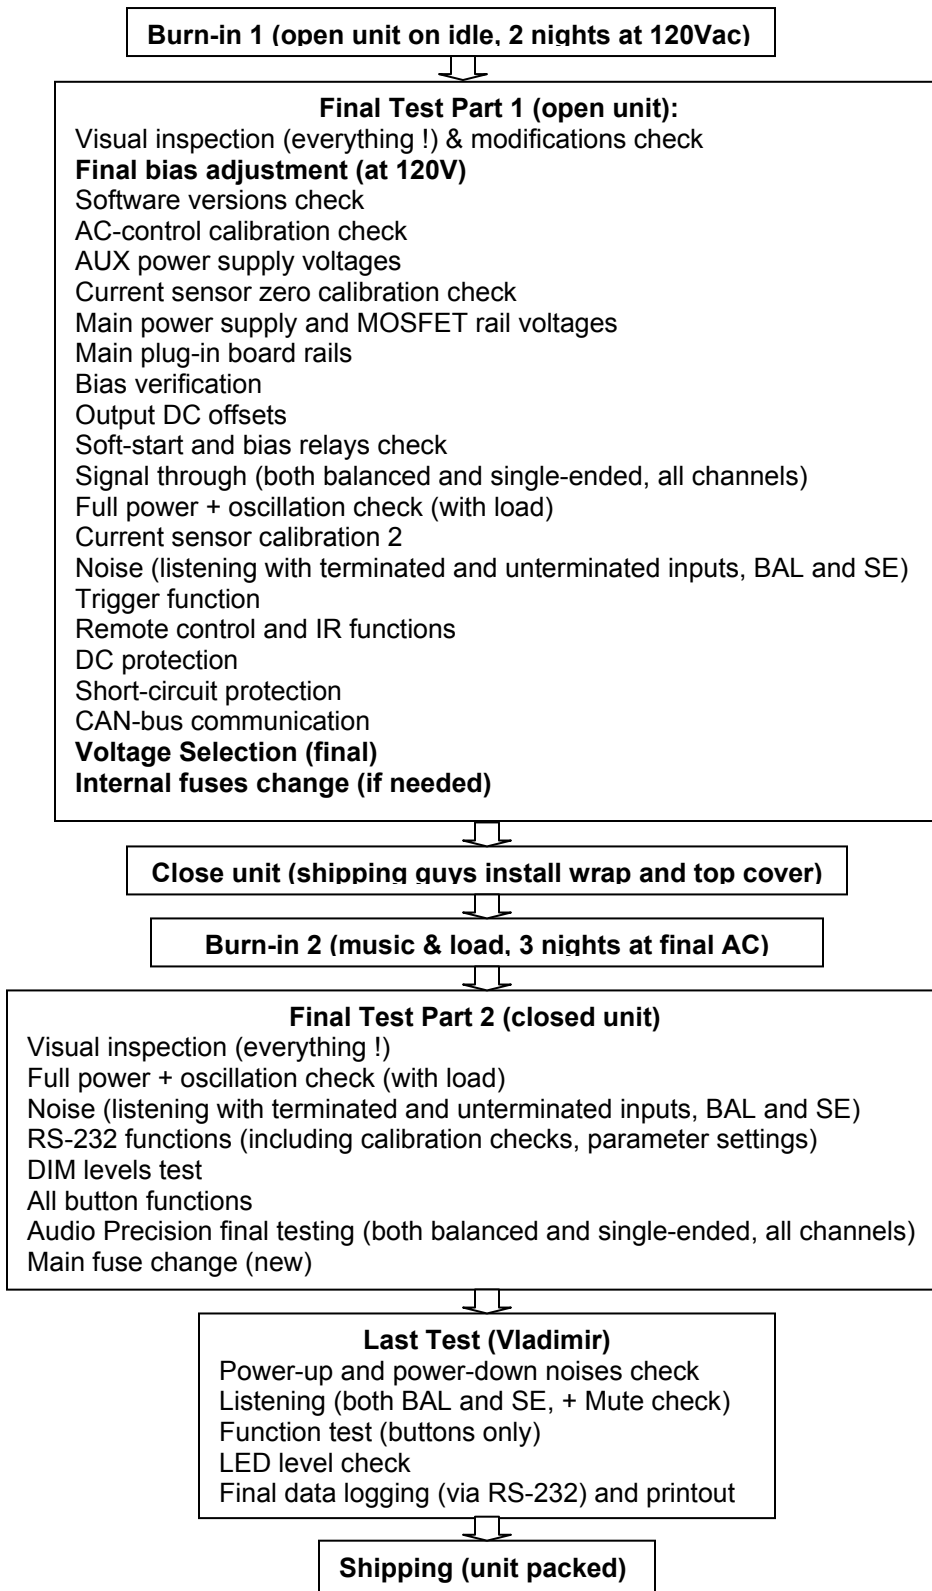 Burn-in 1 (open unit on idle, 2 nights at 120Vac)
Final Test Part 1 (open unit):
Visual inspection (everything !) & modifications check
Final bias adjustment (at 120V)
Software versions check
AC-control calibration check
AUX power supply voltages
Current sensor zero calibration check
Main power supply and MOSFET rail voltages
Main plug-in board rails
Bias verification
Output DC offsets
Soft-start and bias relays check
Signal through (both balanced and single-ended, all channels)
Full power + oscillation check (with load)
Current sensor calibration 2
Noise (listening with terminated and unterminated inputs, BAL and SE)
Trigger function
Remote control and IR functions
DC protection
Short-circuit protection
CAN-bus communication
Voltage Selection (final)
Internal fuses change (if needed)
Close unit (shipping guys install wrap and top cover)
Burn-in 2 (music & load, 3 nights at final AC)
Final Test Part 2 (closed unit)
Visual inspection (everything !)
Full power + oscillation check (with load)
Noise (listening with terminated and unterminated inputs, BAL and SE)
RS-232 functions (including calibration checks, parameter settings)
DIM levels test
All button functions
Audio Precision final testing (both balanced and single-ended, all channels)
Main fuse change (new)
Last Test (Vladimir)
Power-up and power-down noises check
Listening (both BAL and SE, + Mute check)
Function test (buttons only)
LED level check
Final data logging (via RS-232) and printout
Shipping (unit packed)